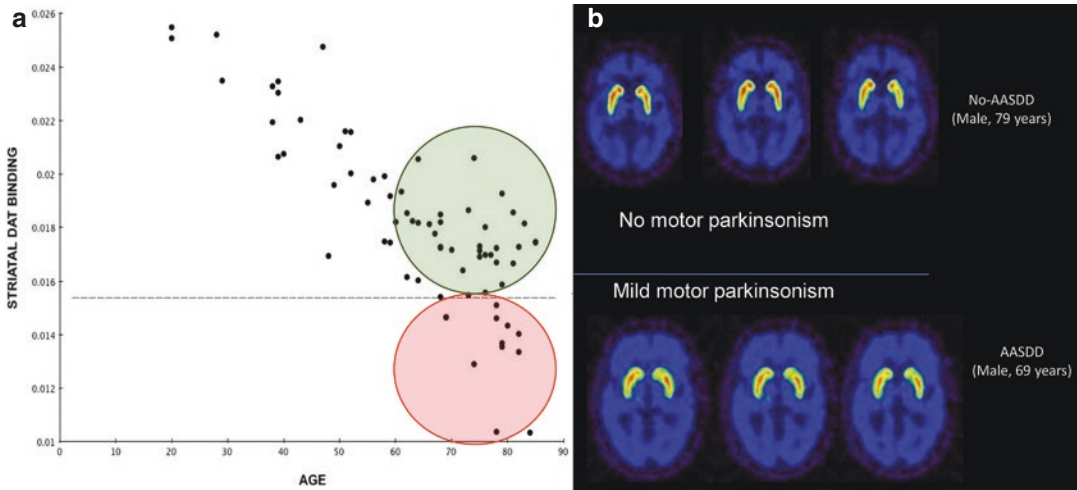 a
0.026
0.024
0.022
0.02
0.018
0.016
0.014
0.012
0.01
STRIATAL DAT BINDING
0 10 20 30 40 50 60 70 80 90
AGE
b
No-AASDD
(Male, 79 years)
No motor parkinsonism
Mild motor parkinsonism
AASDD
(Male, 69 years)